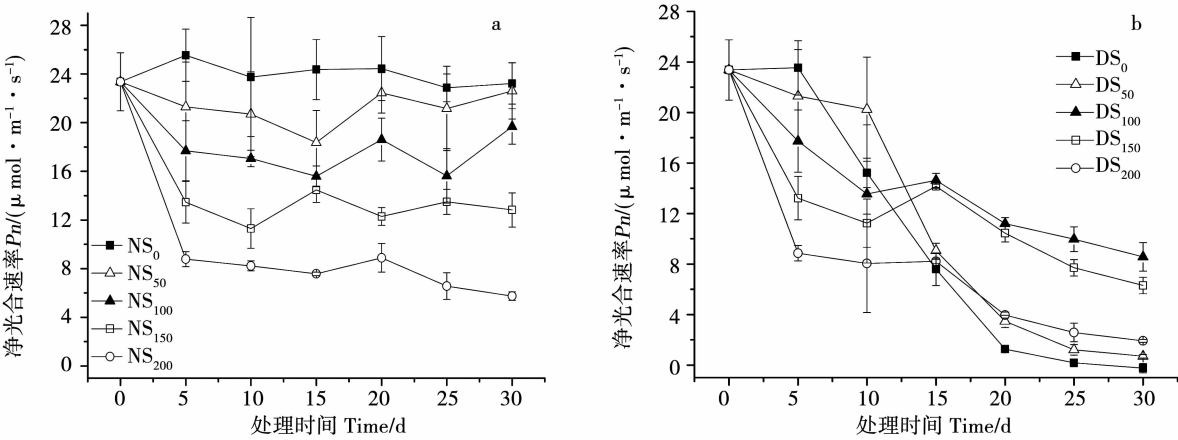 a
28
24
20
16
12
8
4
0
净光合速率Pn/(μ mol·m⁻¹·s⁻¹)
NS₀
NS₅₀
NS₁₀₀
NS₁₅₀
NS₂₀₀
0 5 10 15 20 25 30
处理时间 Time/d
b
28
24
20
16
12
8
4
0
净光合速率Pn/(μ mol·m⁻¹·s⁻¹)
DS₀
DS₅₀
DS₁₀₀
DS₁₅₀
DS₂₀₀
0 5 10 15 20 25 30
处理时间 Time/d